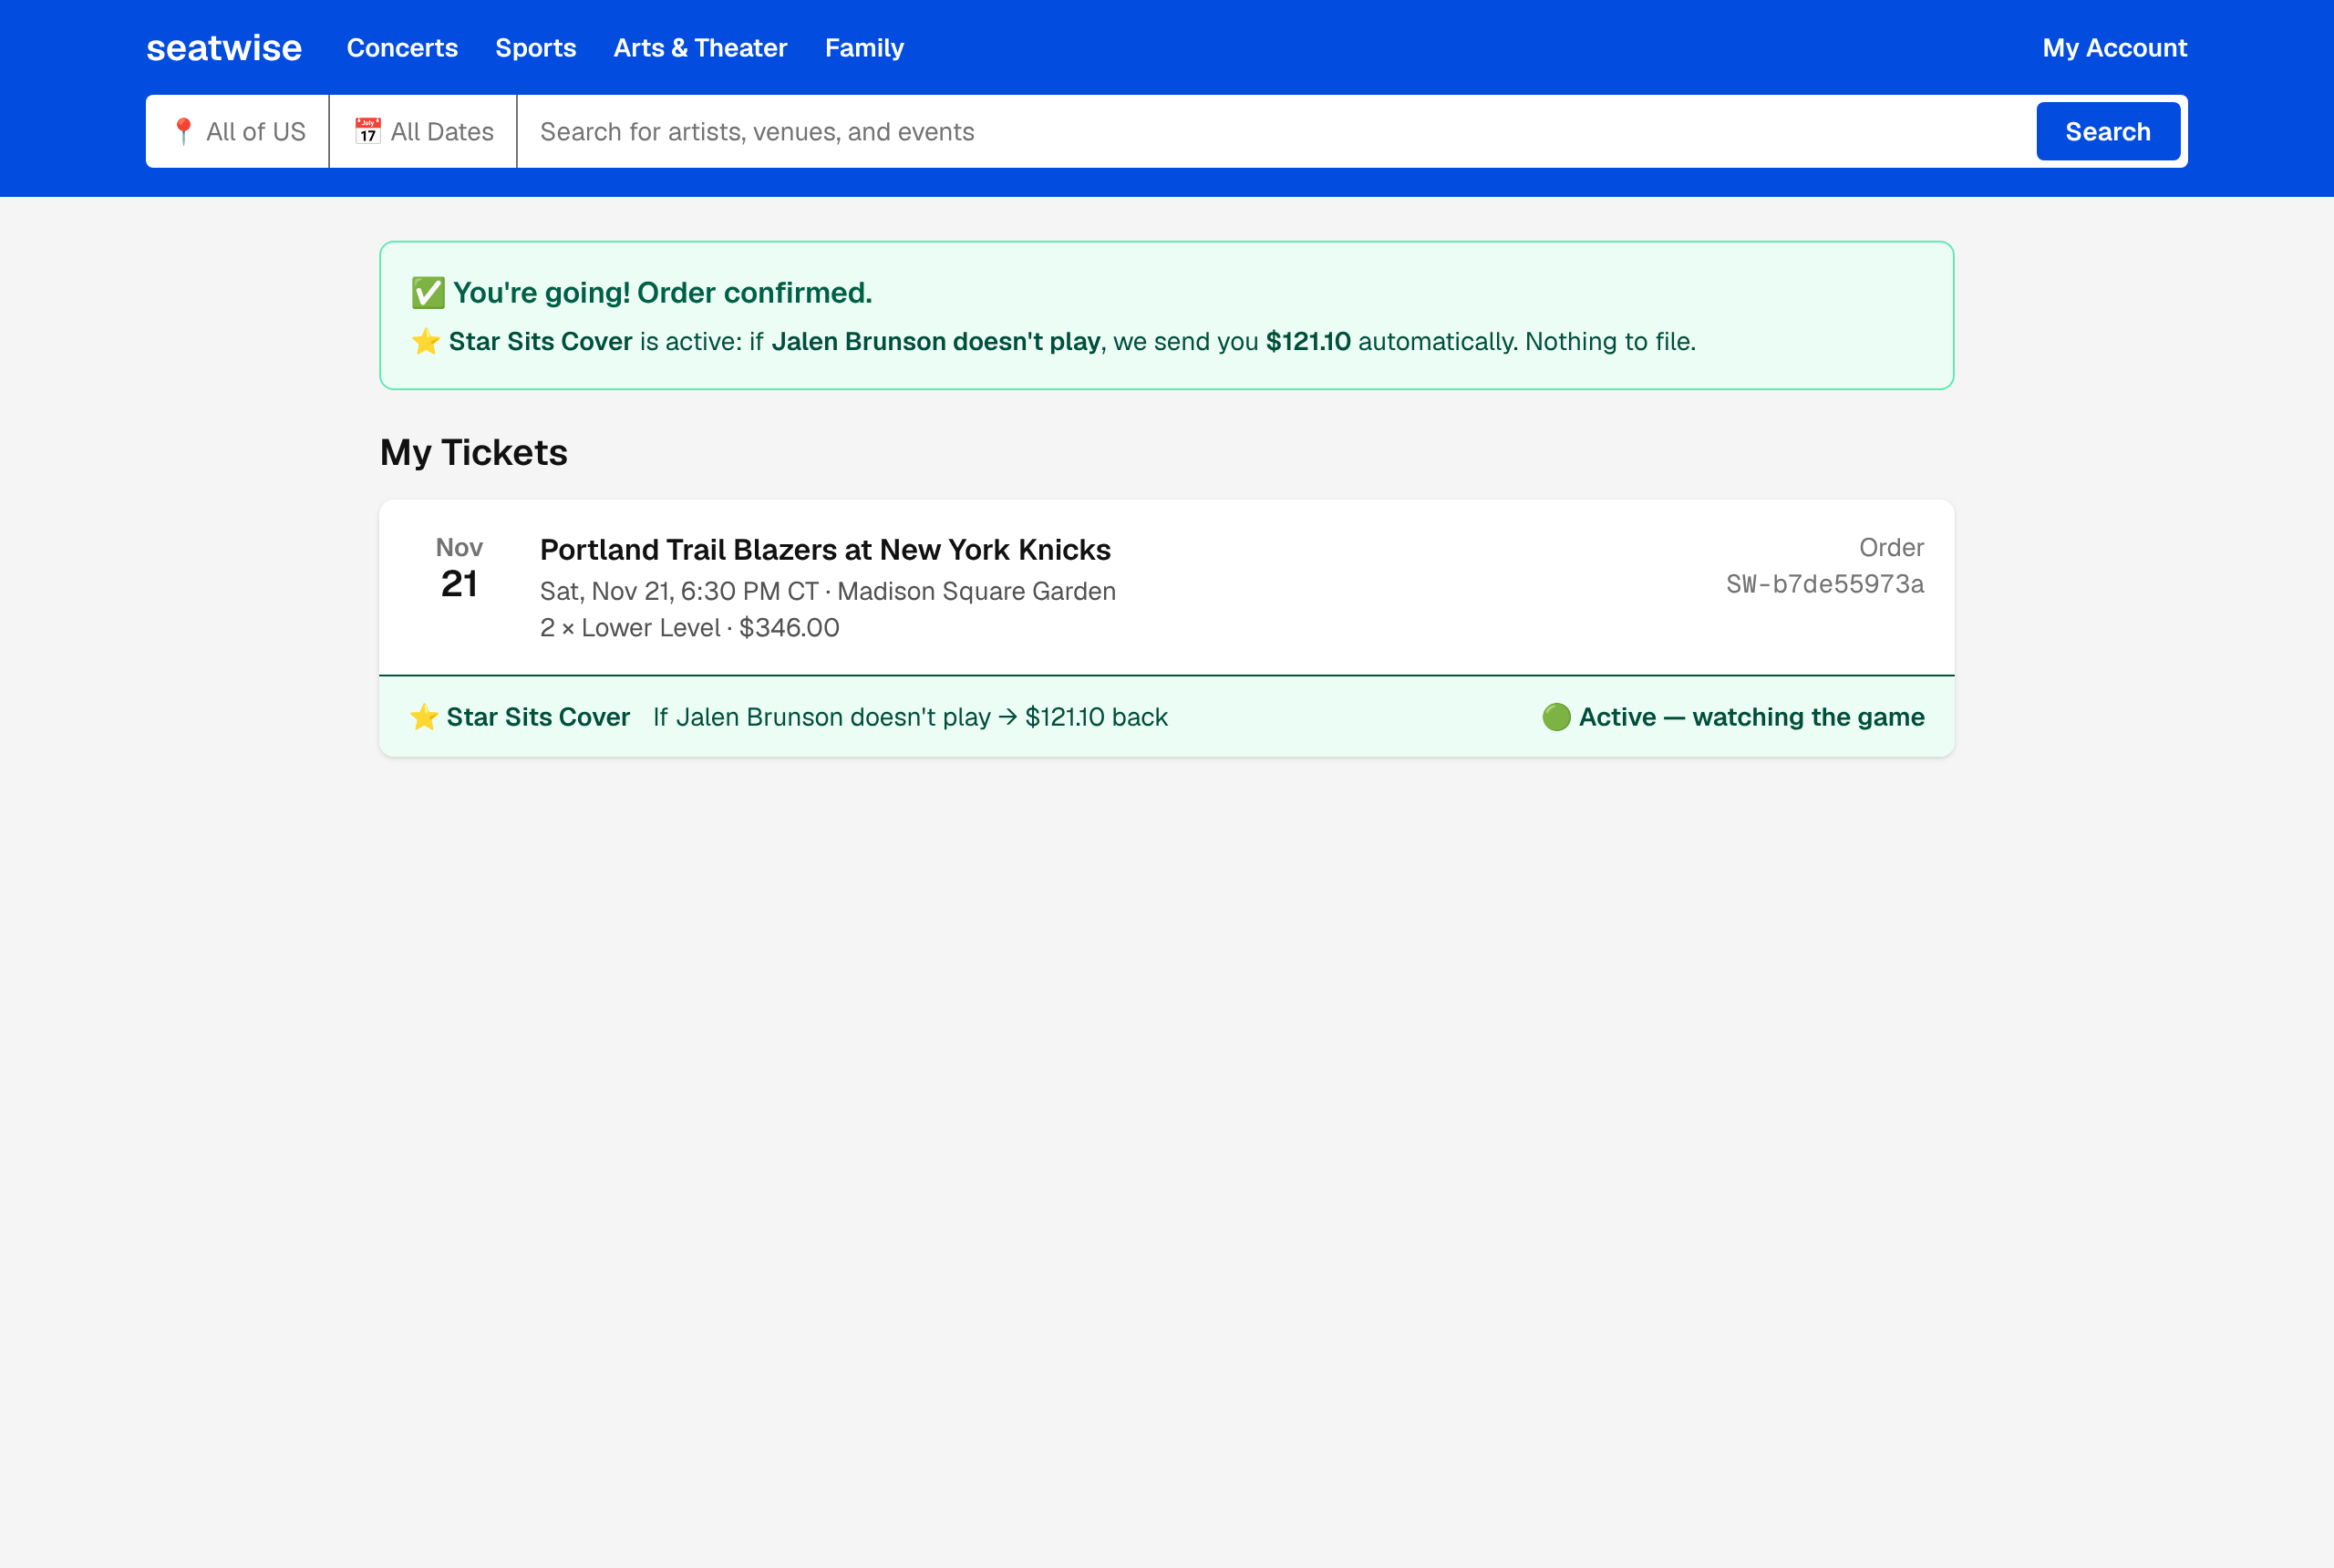 seatwise Concerts Sports Arts & Theater Family My Account
📍 All of US 📅 All Dates Search for artists, venues, and events Search
✅ You're going! Order confirmed.
⭐ Star Sits Cover is active: if Jalen Brunson doesn't play, we send you $121.10 automatically. Nothing to file.
My Tickets
Nov
21
Portland Trail Blazers at New York Knicks
Sat, Nov 21, 6:30 PM CT · Madison Square Garden
2 × Lower Level · $346.00
Order
SW-b7de55973a
⭐ Star Sits Cover If Jalen Brunson doesn't play → $121.10 back
🟢 Active — watching the game